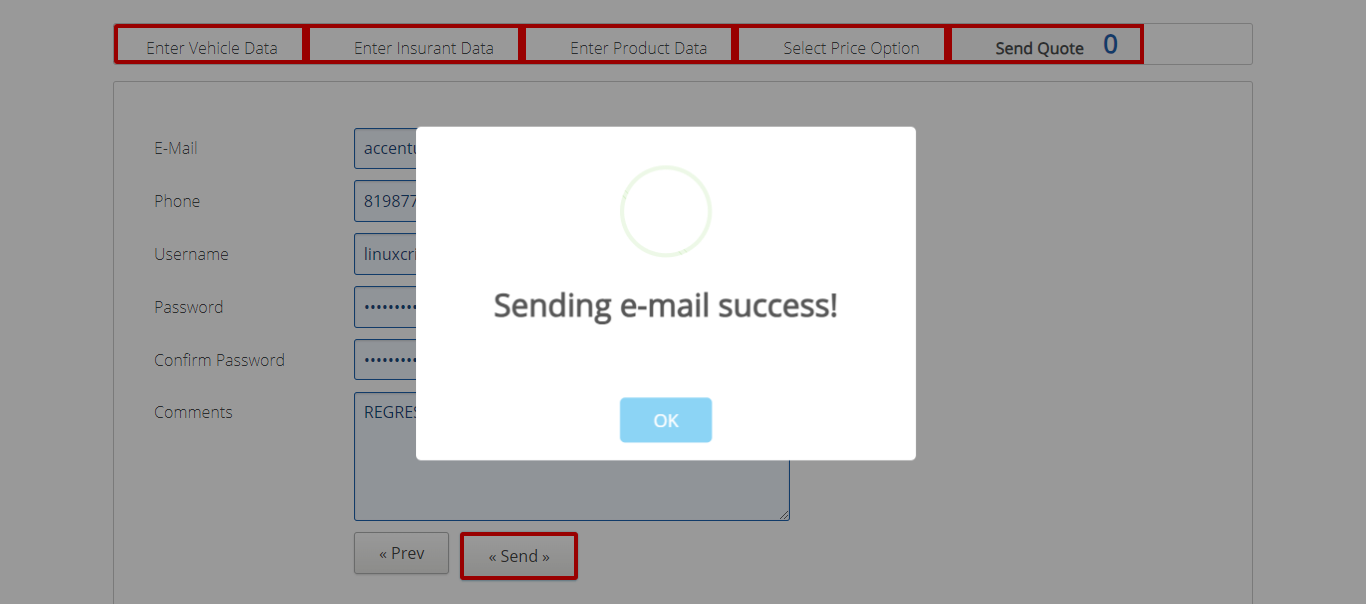 Enter Vehicle Data Enter Insurant Data Enter Product Data Select Price Option Send Quote 0
E-Mail accentu
Phone 819877
Username linuxcri
Password ••••••••••
Confirm Password ••••••••••
Comments REGRES
Sending e-mail success!
OK
« Prev « Send »